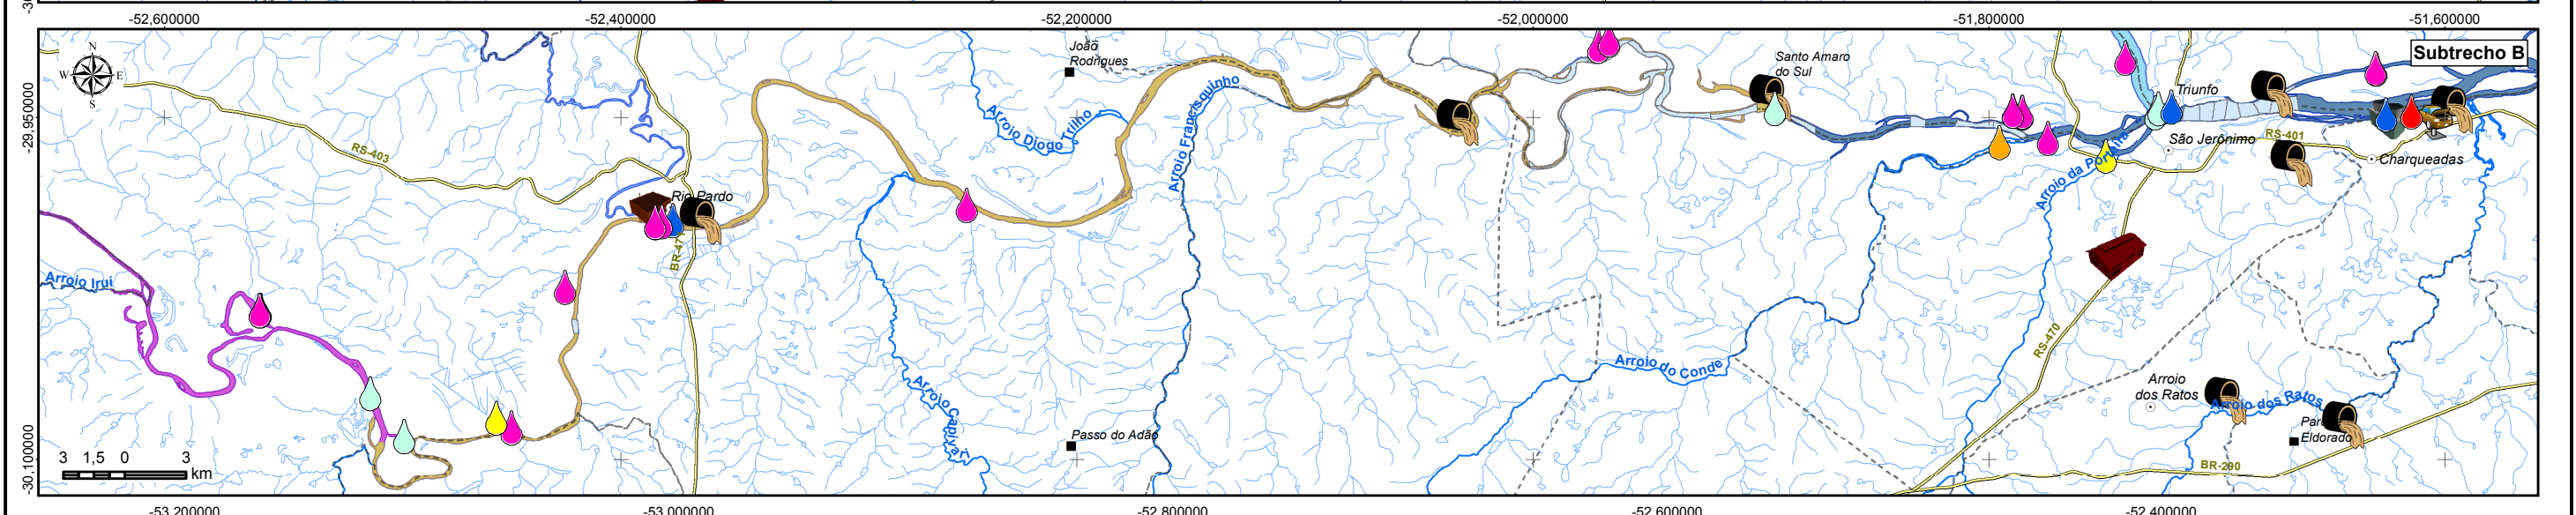 -52,600000
-52,400000
-52,200000
-52,000000
-51,800000
-51,600000
Subtrecho B
N
W
E
S
João
Rodrigues
Santo Amaro
do Sul
Triunfo
-29,950000
RS-403
Arroio Diogo Trilho
Arroio Francisquinho
RS-401
São Jerônimo
Charqueadas
Arroio da Porteira
Rio Pardo
BR-47
Arroio Iruí
Arroio do Conde
RS-470
Arroio Capivari
Arroio
dos Ratos
Arroio dos Ratos
Eldorado
Passo do Adão
-30,100000
3 1,5 0 3
km
BR-290
-53,200000
-53,000000
-52,800000
-52,600000
-52,400000